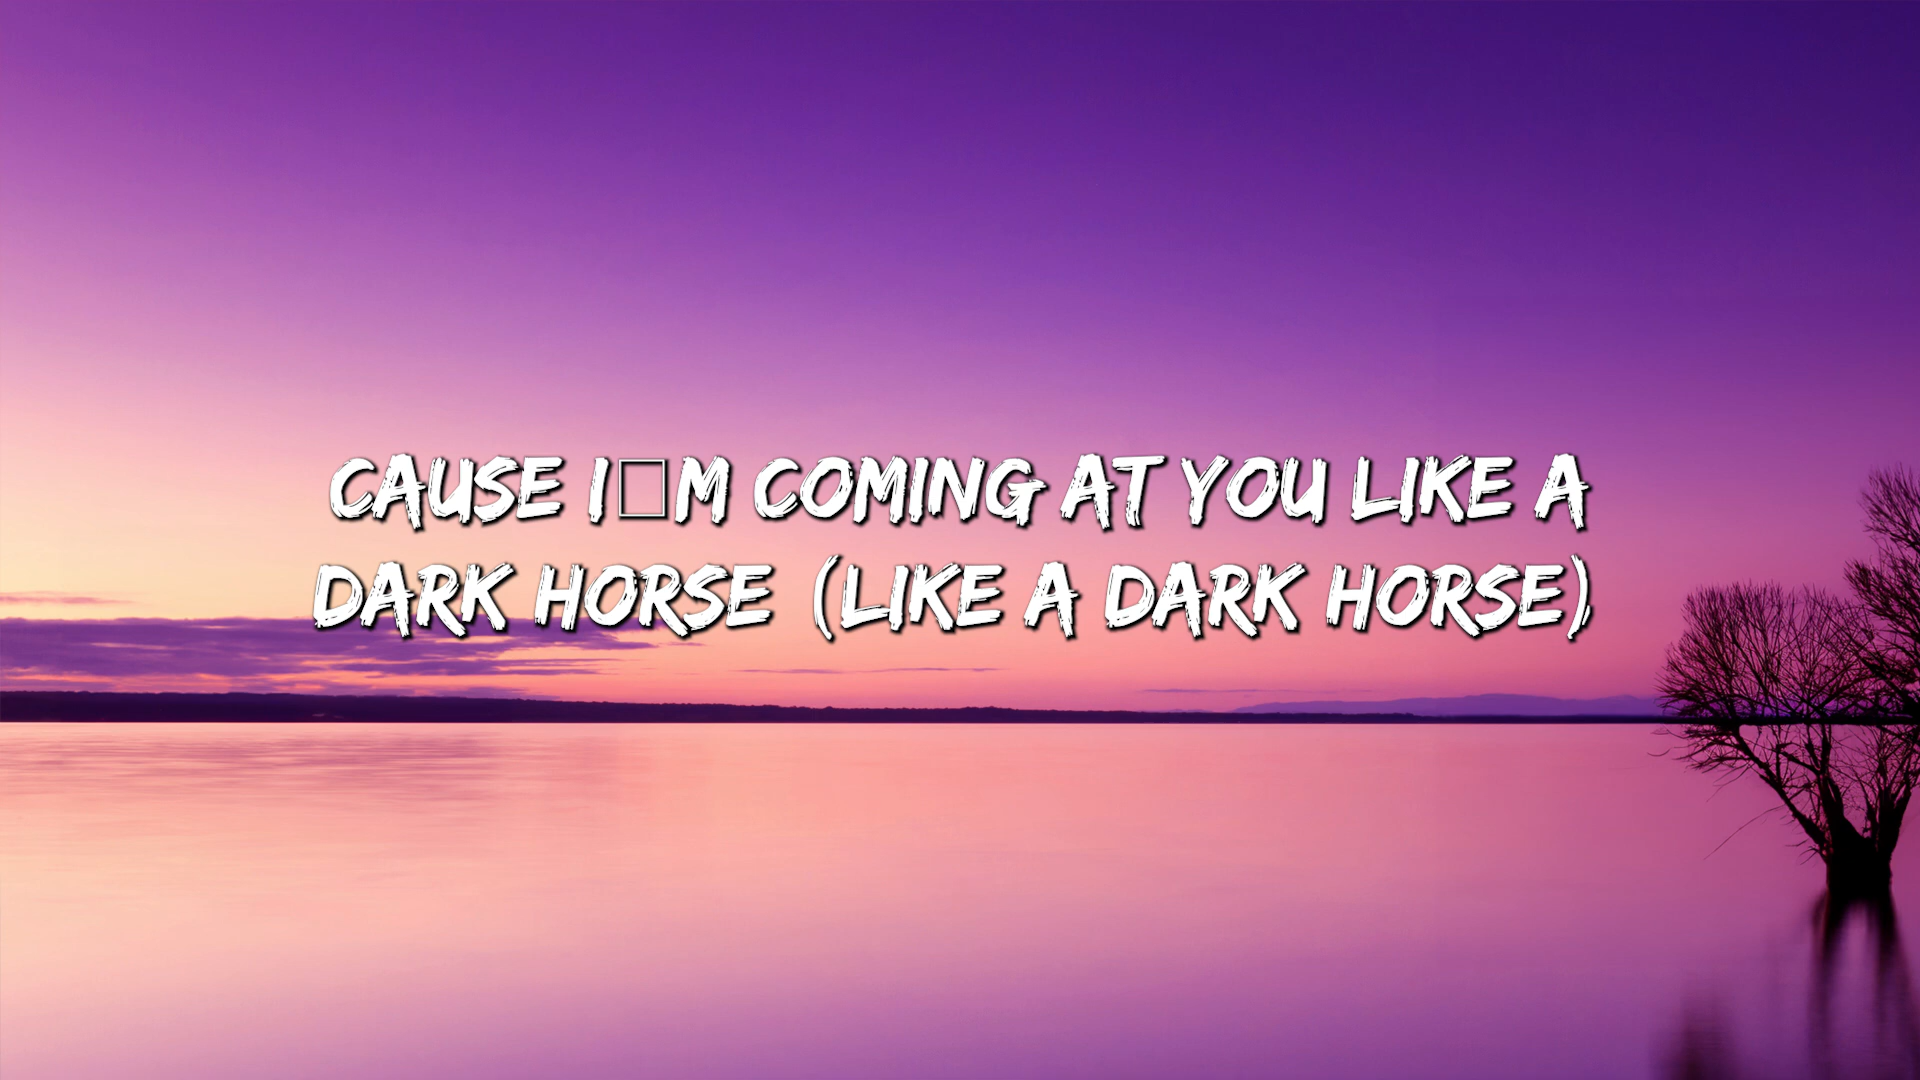 CAUSE I□M COMING AT YOU LIKE A
DARK HORSE (LIKE A DARK HORSE)